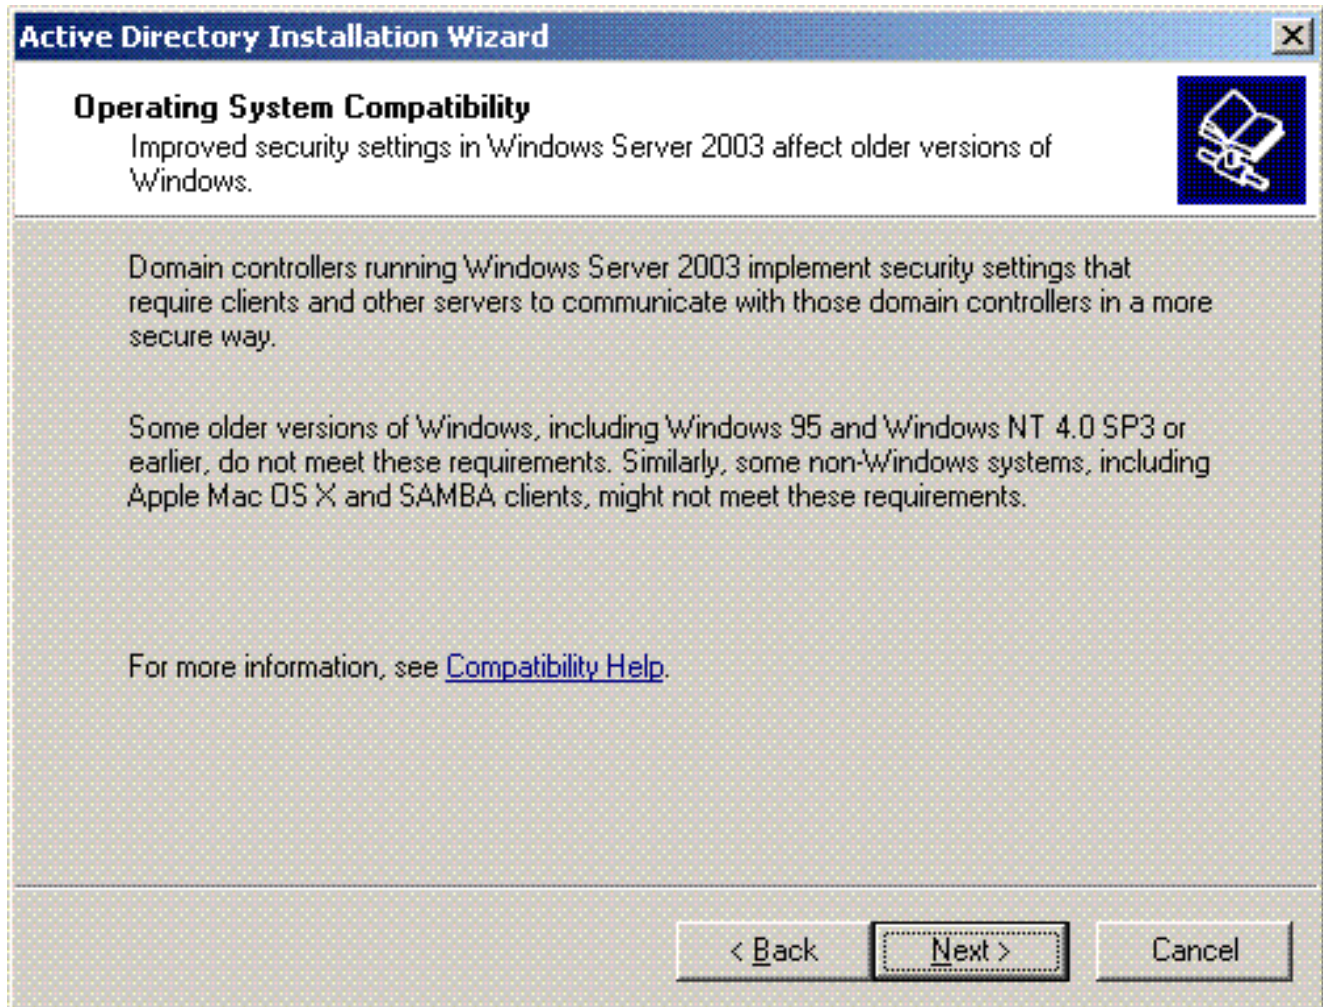 Active Directory Installation Wizard
Operating System Compatibility
Improved security settings in Windows Server 2003 affect older versions of
Windows.
Domain controllers running Windows Server 2003 implement security settings that
require clients and other servers to communicate with those domain controllers in a more
secure way.
Some older versions of Windows, including Windows 95 and Windows NT 4.0 SP3 or
earlier, do not meet these requirements. Similarly, some non-Windows systems, including
Apple Mac OS X and SAMBA clients, might not meet these requirements.
For more information, see Compatibility Help.
< Back Next > Cancel